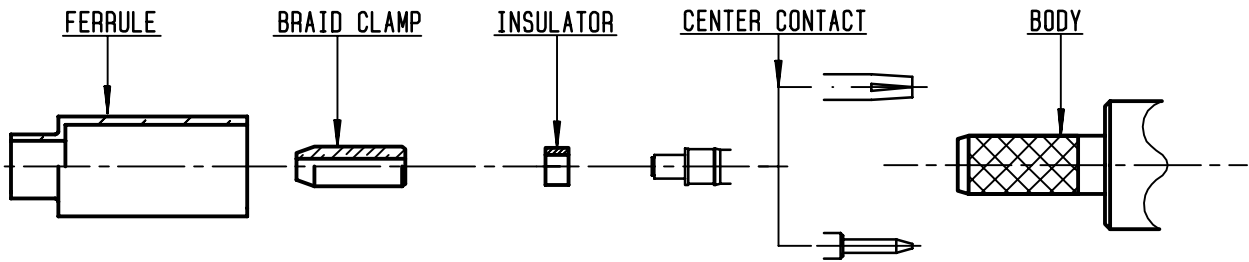 FERRULE
BRAID CLAMP
INSULATOR
CENTER CONTACT
BODY